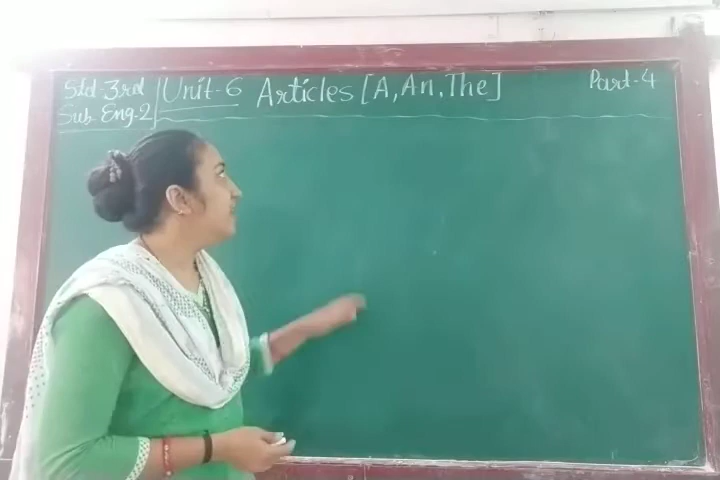 Std-3rd Unit-6 Articles [A, An, The] Part-4
Sub. Eng-2